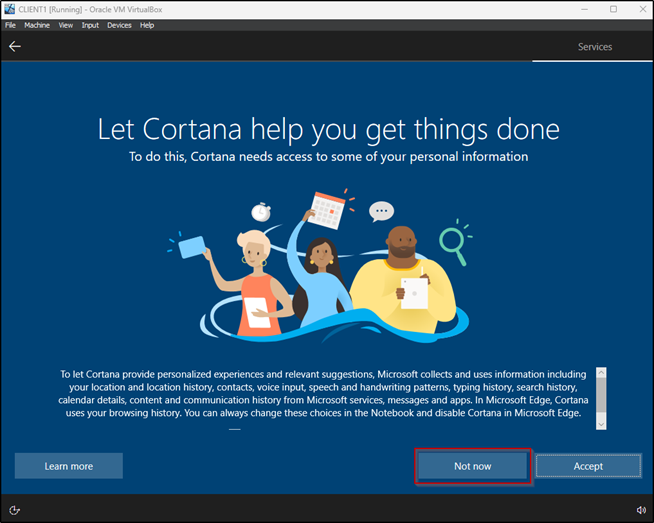 CLIENT1 [Running] - Oracle VM VirtualBox
File Machine View Input Devices Help
Services
Let Cortana help you get things done
To do this, Cortana needs access to some of your personal information
To let Cortana provide personalized experiences and relevant suggestions, Microsoft collects and uses information including
your location and location history, contacts, voice input, speech and handwriting patterns, typing history, search history,
calendar details, content and communication history from Microsoft services, messages and apps. In Microsoft Edge, Cortana
uses your browsing history. You can always change these choices in the Notebook and disable Cortana in Microsoft Edge.
Learn more
Not now
Accept